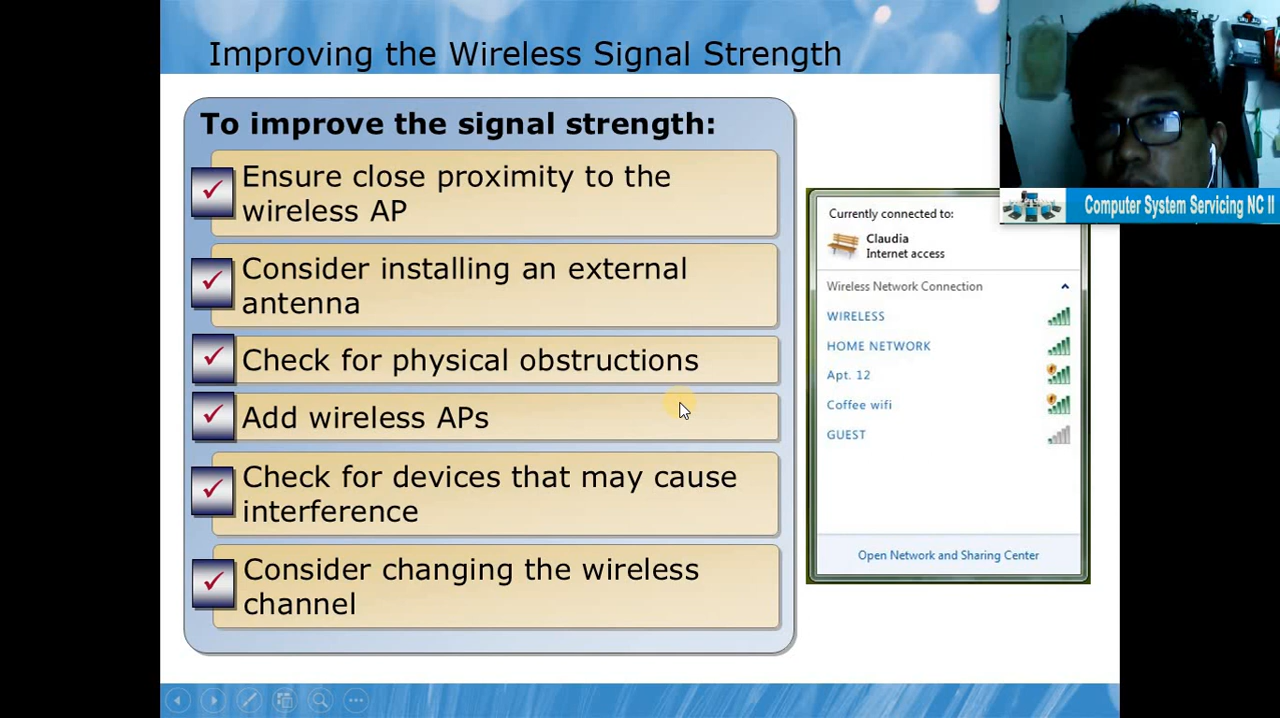 Improving the Wireless Signal Strength
To improve the signal strength:
Ensure close proximity to the
wireless AP
Consider installing an external
antenna
Check for physical obstructions
Add wireless APs
Check for devices that may cause
interference
Consider changing the wireless
channel
Computer System Servicing NC II
Currently connected to:
Claudia
Internet access
Wireless Network Connection
WIRELESS
HOME NETWORK
Apt. 12
Coffee wifi
GUEST
Open Network and Sharing Center